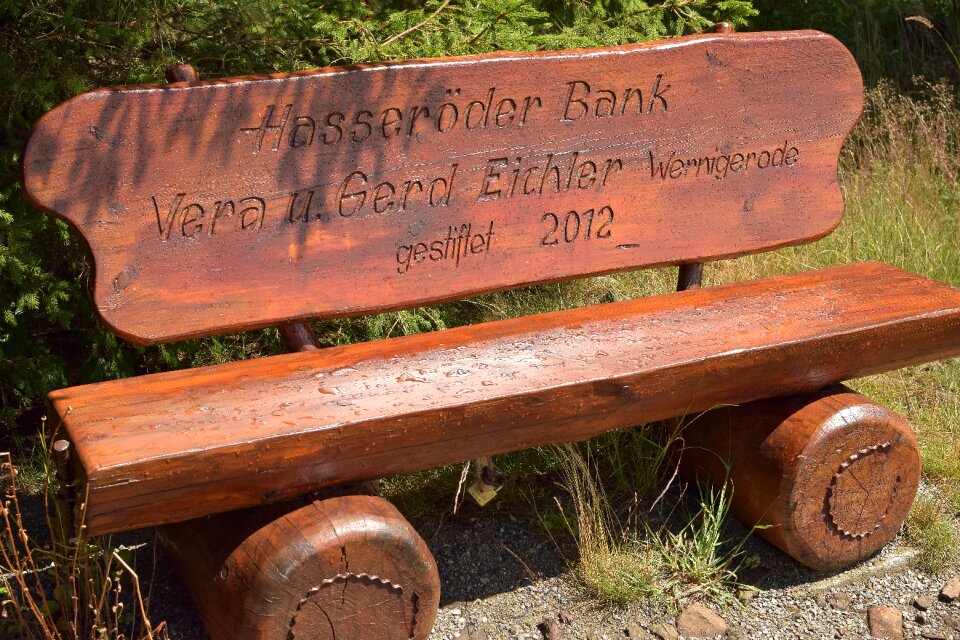 Hasseröder Bank
Vera u. Gerd Eichler Wernigerode
gestiftet 2012